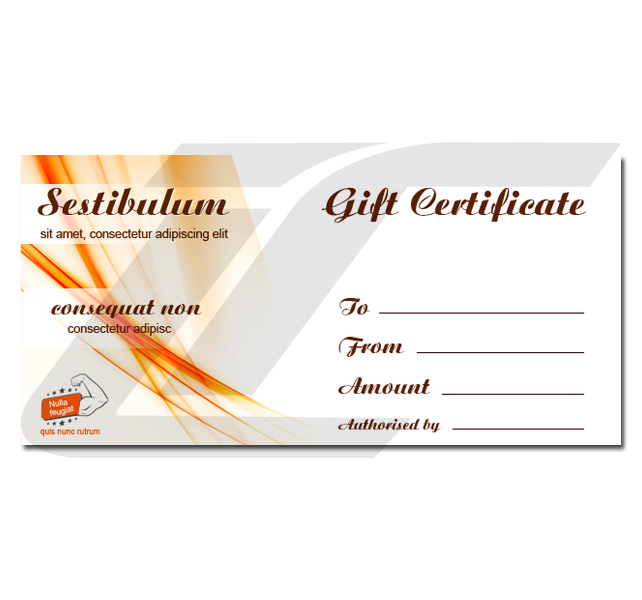 Sestibulum
sit amet, consectetur adipiscing elit
consequat non
consectetur adipisc
Nulla
feugiat
quis nunc rutrum
Gift Certificate
To
From
Amount
Authorised by